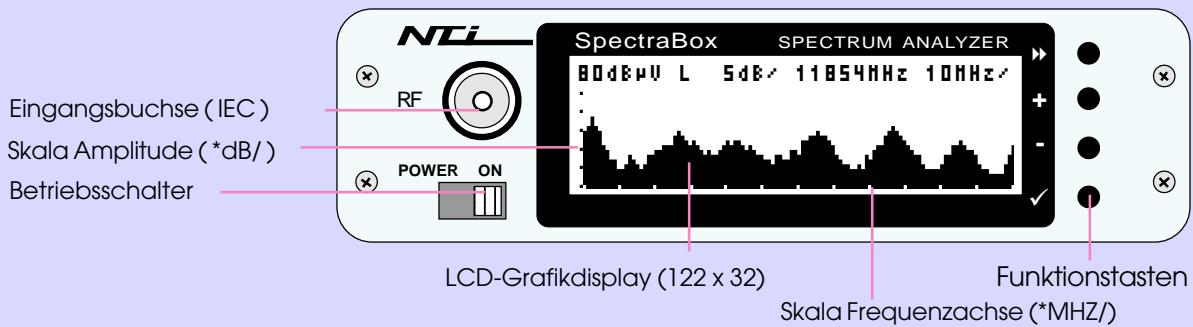 NTi
SpectraBox SPECTRUM ANALYZER
80dBµV L 5dB/ 11854MHz 10MHz/
RF
+
-
✓
POWER ON
Eingangsbuchse ( IEC )
Skala Amplitude ( *dB/ )
Betriebsschalter
LCD-Grafikdisplay (122 x 32)
Funktionstasten
Skala Frequenzachse (*MHZ/)